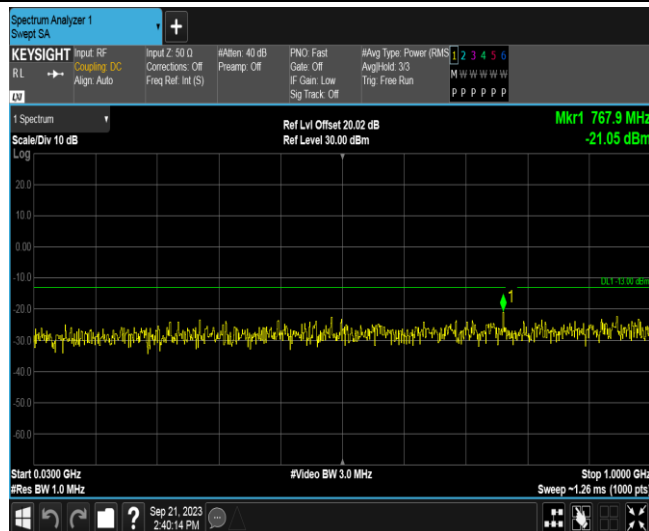 Spectrum Analyzer 1
Swept SA
+
KEYSIGHT
RL
Input: RF
Coupling: DC
Align: Auto
Input Z: 50 Ω
Corrections: Off
Freq Ref: Int (S)
#Atten: 40 dB
Preamp: Off
PNO: Fast
Gate: Off
IF Gain: Low
Sig Track: Off
#Avg Type: Power (RMS
Avg|Hold: 3/3
Trig: Free Run
1 2 3 4 5 6
M W W W W W
P P P P P P
1 Spectrum
Scale/Div 10 dB
Log
Ref Lvl Offset 20.02 dB
Ref Level 30.00 dBm
Mkr1 767.9 MHz
-21.05 dBm
20.0
10.0
0.00
-10.0
-20.0
-30.0
-40.0
-50.0
-60.0
DL1 -13.00 dBm
1
Start 0.0300 GHz
#Res BW 1.0 MHz
#Video BW 3.0 MHz
Stop 1.0000 GHz
Sweep ~1.26 ms (1000 pts)
?
Sep 21, 2023
2:40:14 PM